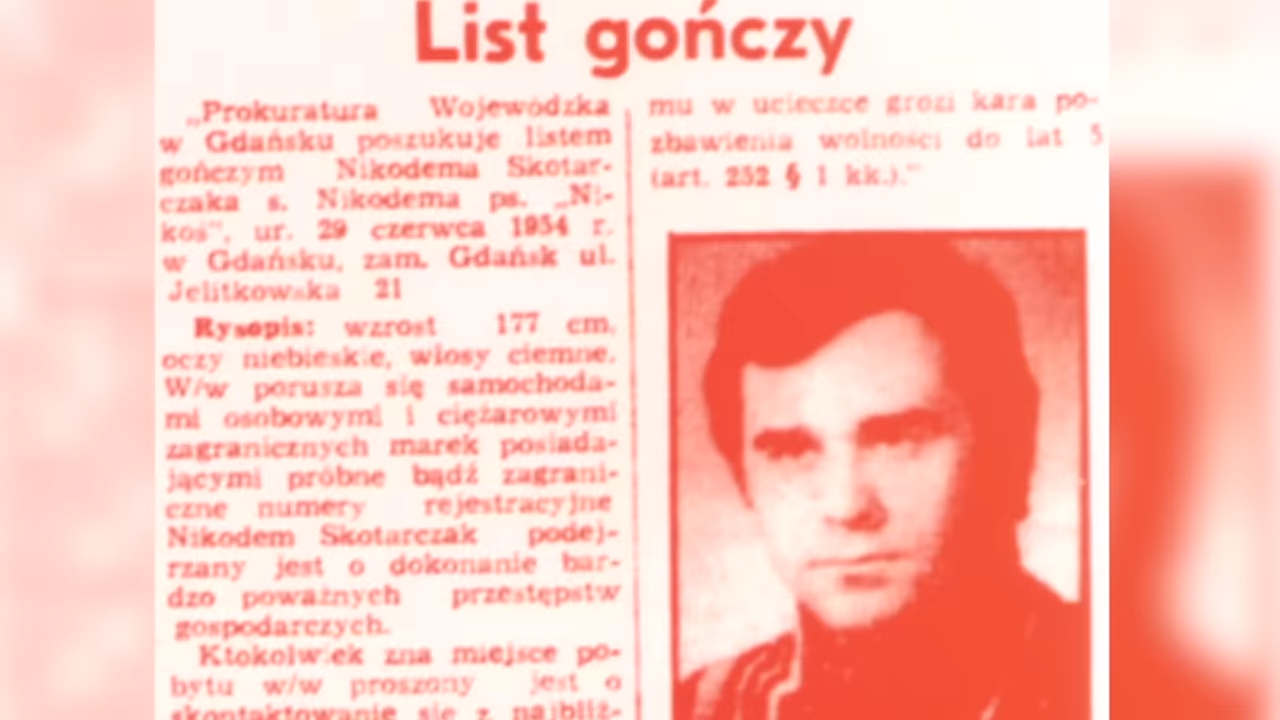 List gończy
„Prokuratura Wojewódzka
w Gdańsku poszukuje listem
gończym Nikodema Skotar-
czaka s. Nikodema ps. „Ni-
koś", ur. 29 czerwca 1954 r.
w Gdańsku, zam. Gdańsk ul.
Jelitkowska 21
Rysopis: wzrost 177 cm,
oczy niebieskie, włosy ciemne.
W/w porusza się samochoda-
mi osobowymi i ciężarowymi
zagranicznych marek posiada-
jącymi próbne bądź zagrani-
czne numery rejestracyjne
Nikodem Skotarczak podej-
rzany jest o dokonanie bar-
dzo poważnych przestępstw
gospodarczych.
Ktokolwiek zna miejsce po-
bytu w/w proszony jest o
skontaktowanie się z najbliż-
mu w ucieczce grozi kara po-
zbawienia wolności do lat 5
(art. 252 § 1 kk.)."